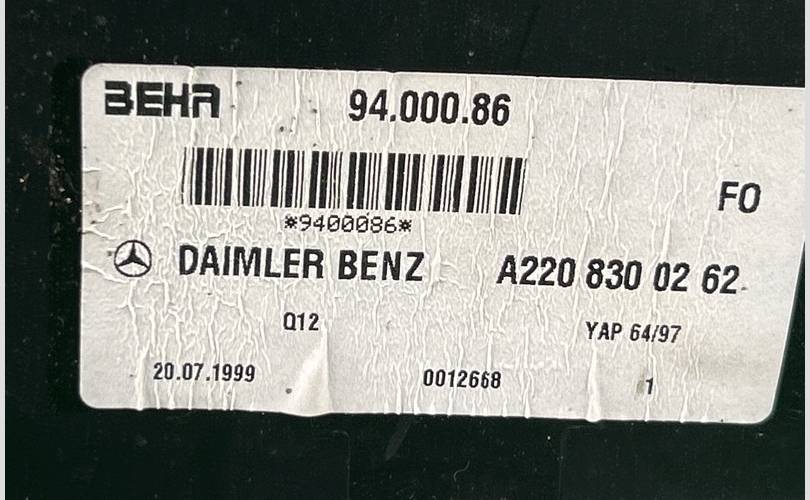 BEHR 94.000.86
FO
*9400086*
DAIMLER BENZ A220 830 02 62
Q12 YAP 64/97
20.07.1999 0012668 1